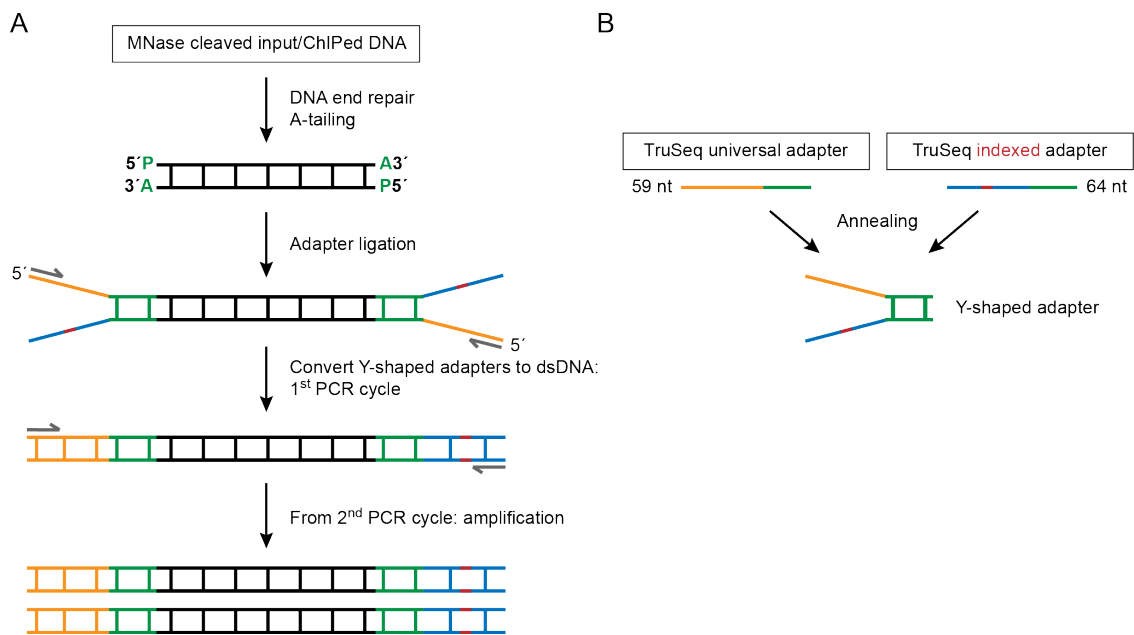 A
MNase cleaved input/ChIPed DNA
DNA end repair
A-tailing
5´P
A3´
3´A
P5´
Adapter ligation
5´
5´
Convert Y-shaped adapters to dsDNA:
1st PCR cycle
From 2nd PCR cycle: amplification
B
TruSeq universal adapter
TruSeq indexed adapter
59 nt
64 nt
Annealing
Y-shaped adapter